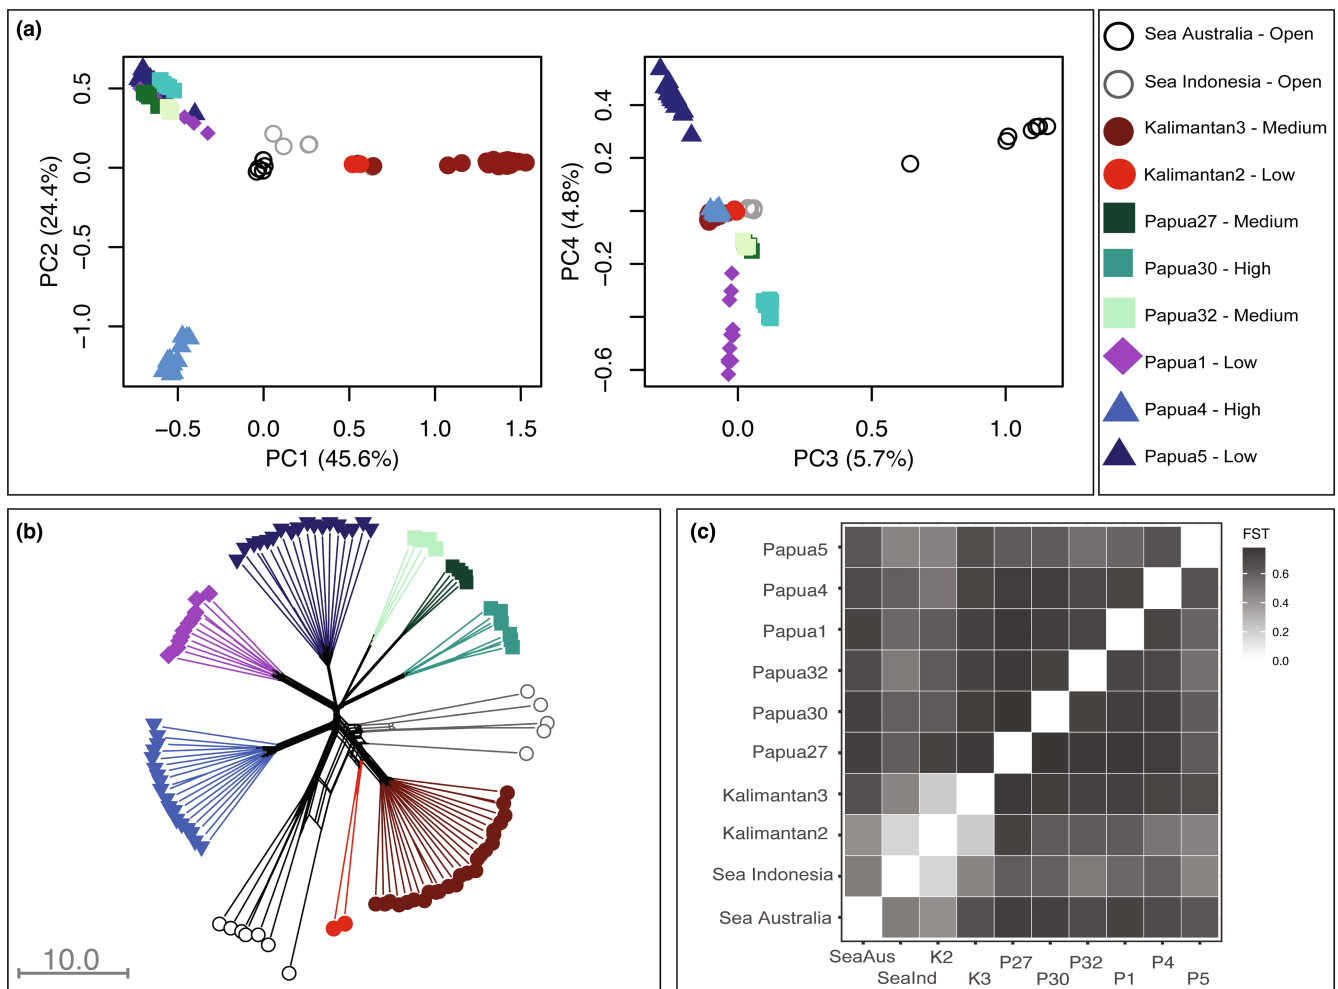 (a)
0.5
0.0
−0.5
−1.0
PC2 (24.4%)
−0.5
0.0
0.5
1.0
1.5
PC1 (45.6%)
0.4
0.2
−0.2
−0.6
PC4 (4.8%)
0.0
0.5
1.0
PC3 (5.7%)
Sea Australia - Open
Sea Indonesia - Open
Kalimantan3 - Medium
Kalimantan2 - Low
Papua27 - Medium
Papua30 - High
Papua32 - Medium
Papua1 - Low
Papua4 - High
Papua5 - Low
(b)
10.0
(c)
Papua5
Papua4
Papua1
Papua32
Papua30
Papua27
Kalimantan3
Kalimantan2
Sea Indonesia
Sea Australia
SeaAus
SeaInd
K2
K3
P27
P30
P32
P1
P4
P5
FST
0.6
0.4
0.2
0.0